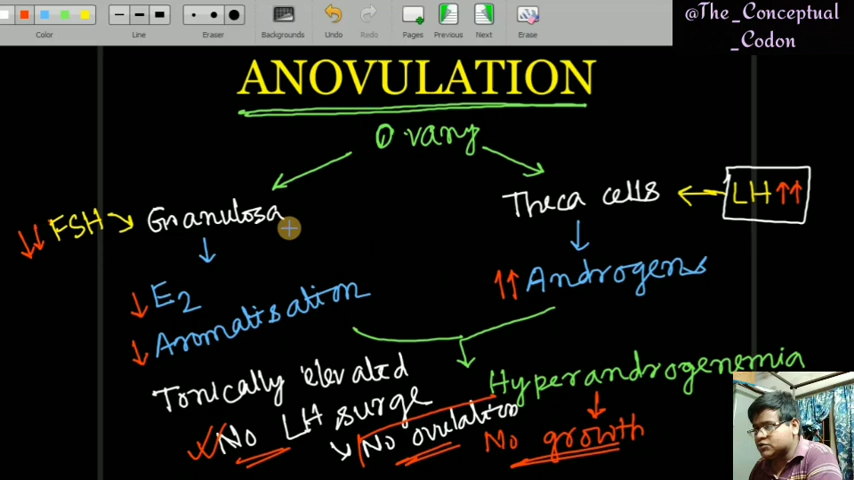 @The_Conceptual
_Codon
Color
Line
Eraser
Backgrounds
Undo
Redo
Pages
Previous
Next
Erase
ANOVULATION
Ovary
Granulosa
FSH
Theca cells
LH ↑↑
↓↓
↓ E2
↓ Aromatisation
↑↑ Androgens
Hyperandrogenemia
Tonically elevated
No LH surge
No ovulation
No growth